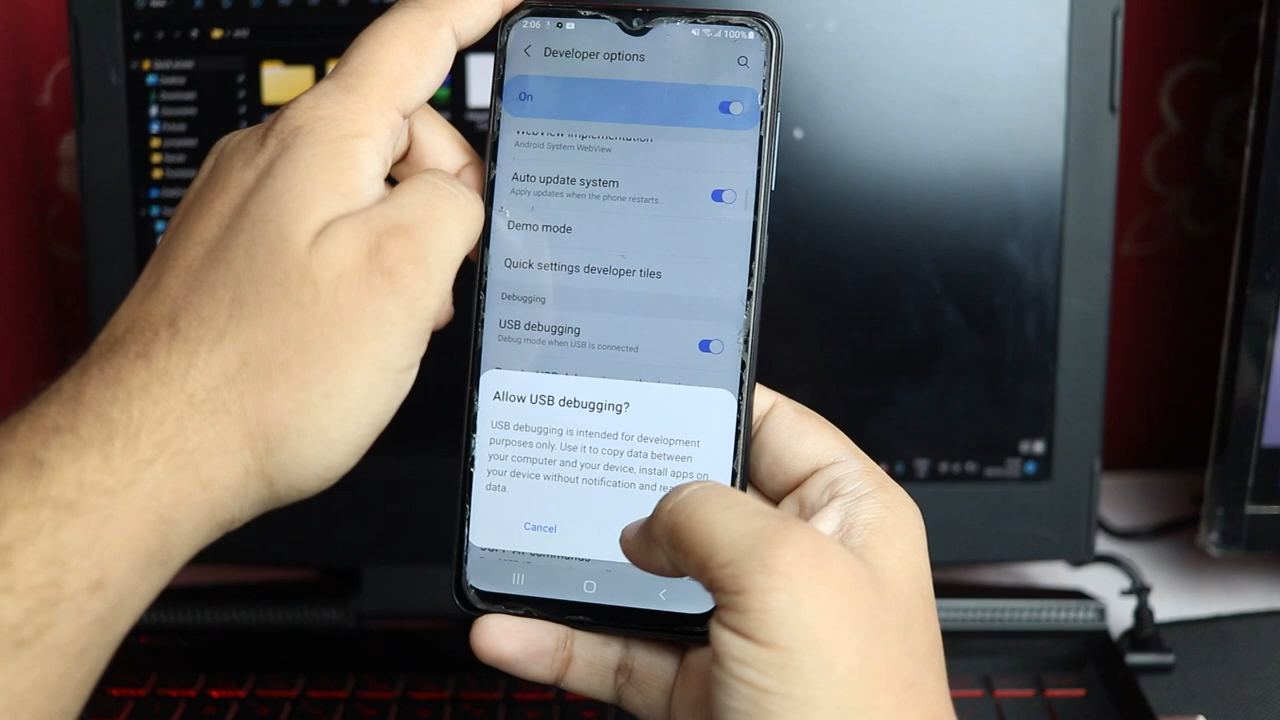 2:06
100%
Developer options
On
WebView implementation
Android System WebView
Auto update system
Apply updates when the phone restarts.
Demo mode
Quick settings developer tiles
Debugging
USB debugging
Debug mode when USB is connected
Allow USB debugging?
USB debugging is intended for development
purposes only. Use it to copy data between
your computer and your device, install apps on
your device without notification and
data.
Cancel